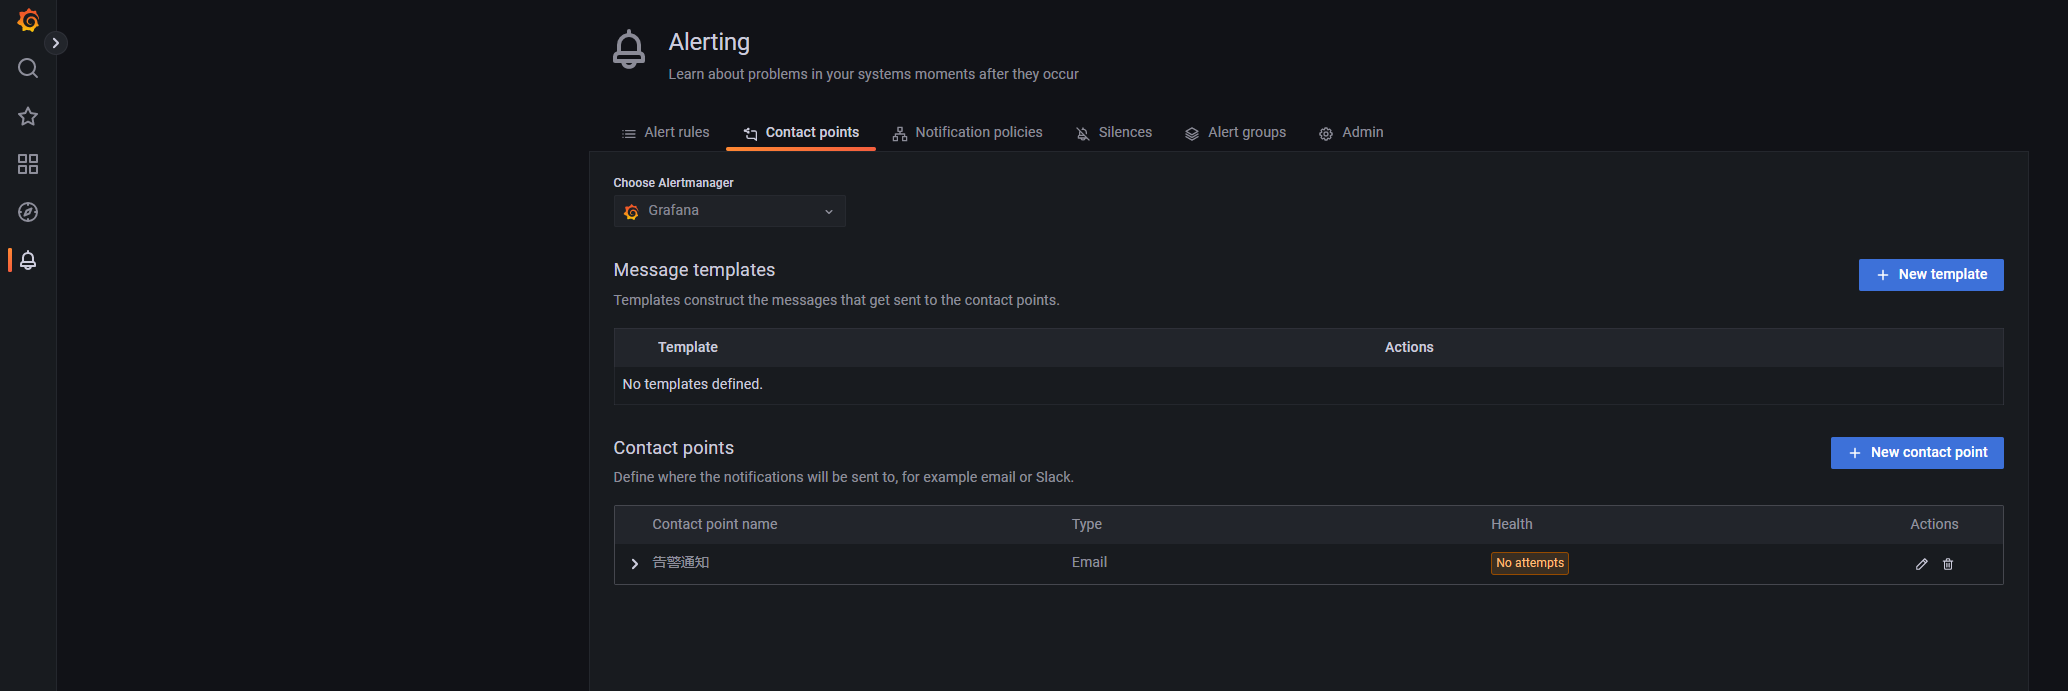 Alerting
Learn about problems in your systems moments after they occur
Alert rules Contact points Notification policies Silences Alert groups Admin
Choose Alertmanager
Grafana
Message templates
New template
Templates construct the messages that get sent to the contact points.
Template Actions
No templates defined.
Contact points
New contact point
Define where the notifications will be sent to, for example email or Slack.
Contact point name Type Health Actions
告警通知 Email No attempts